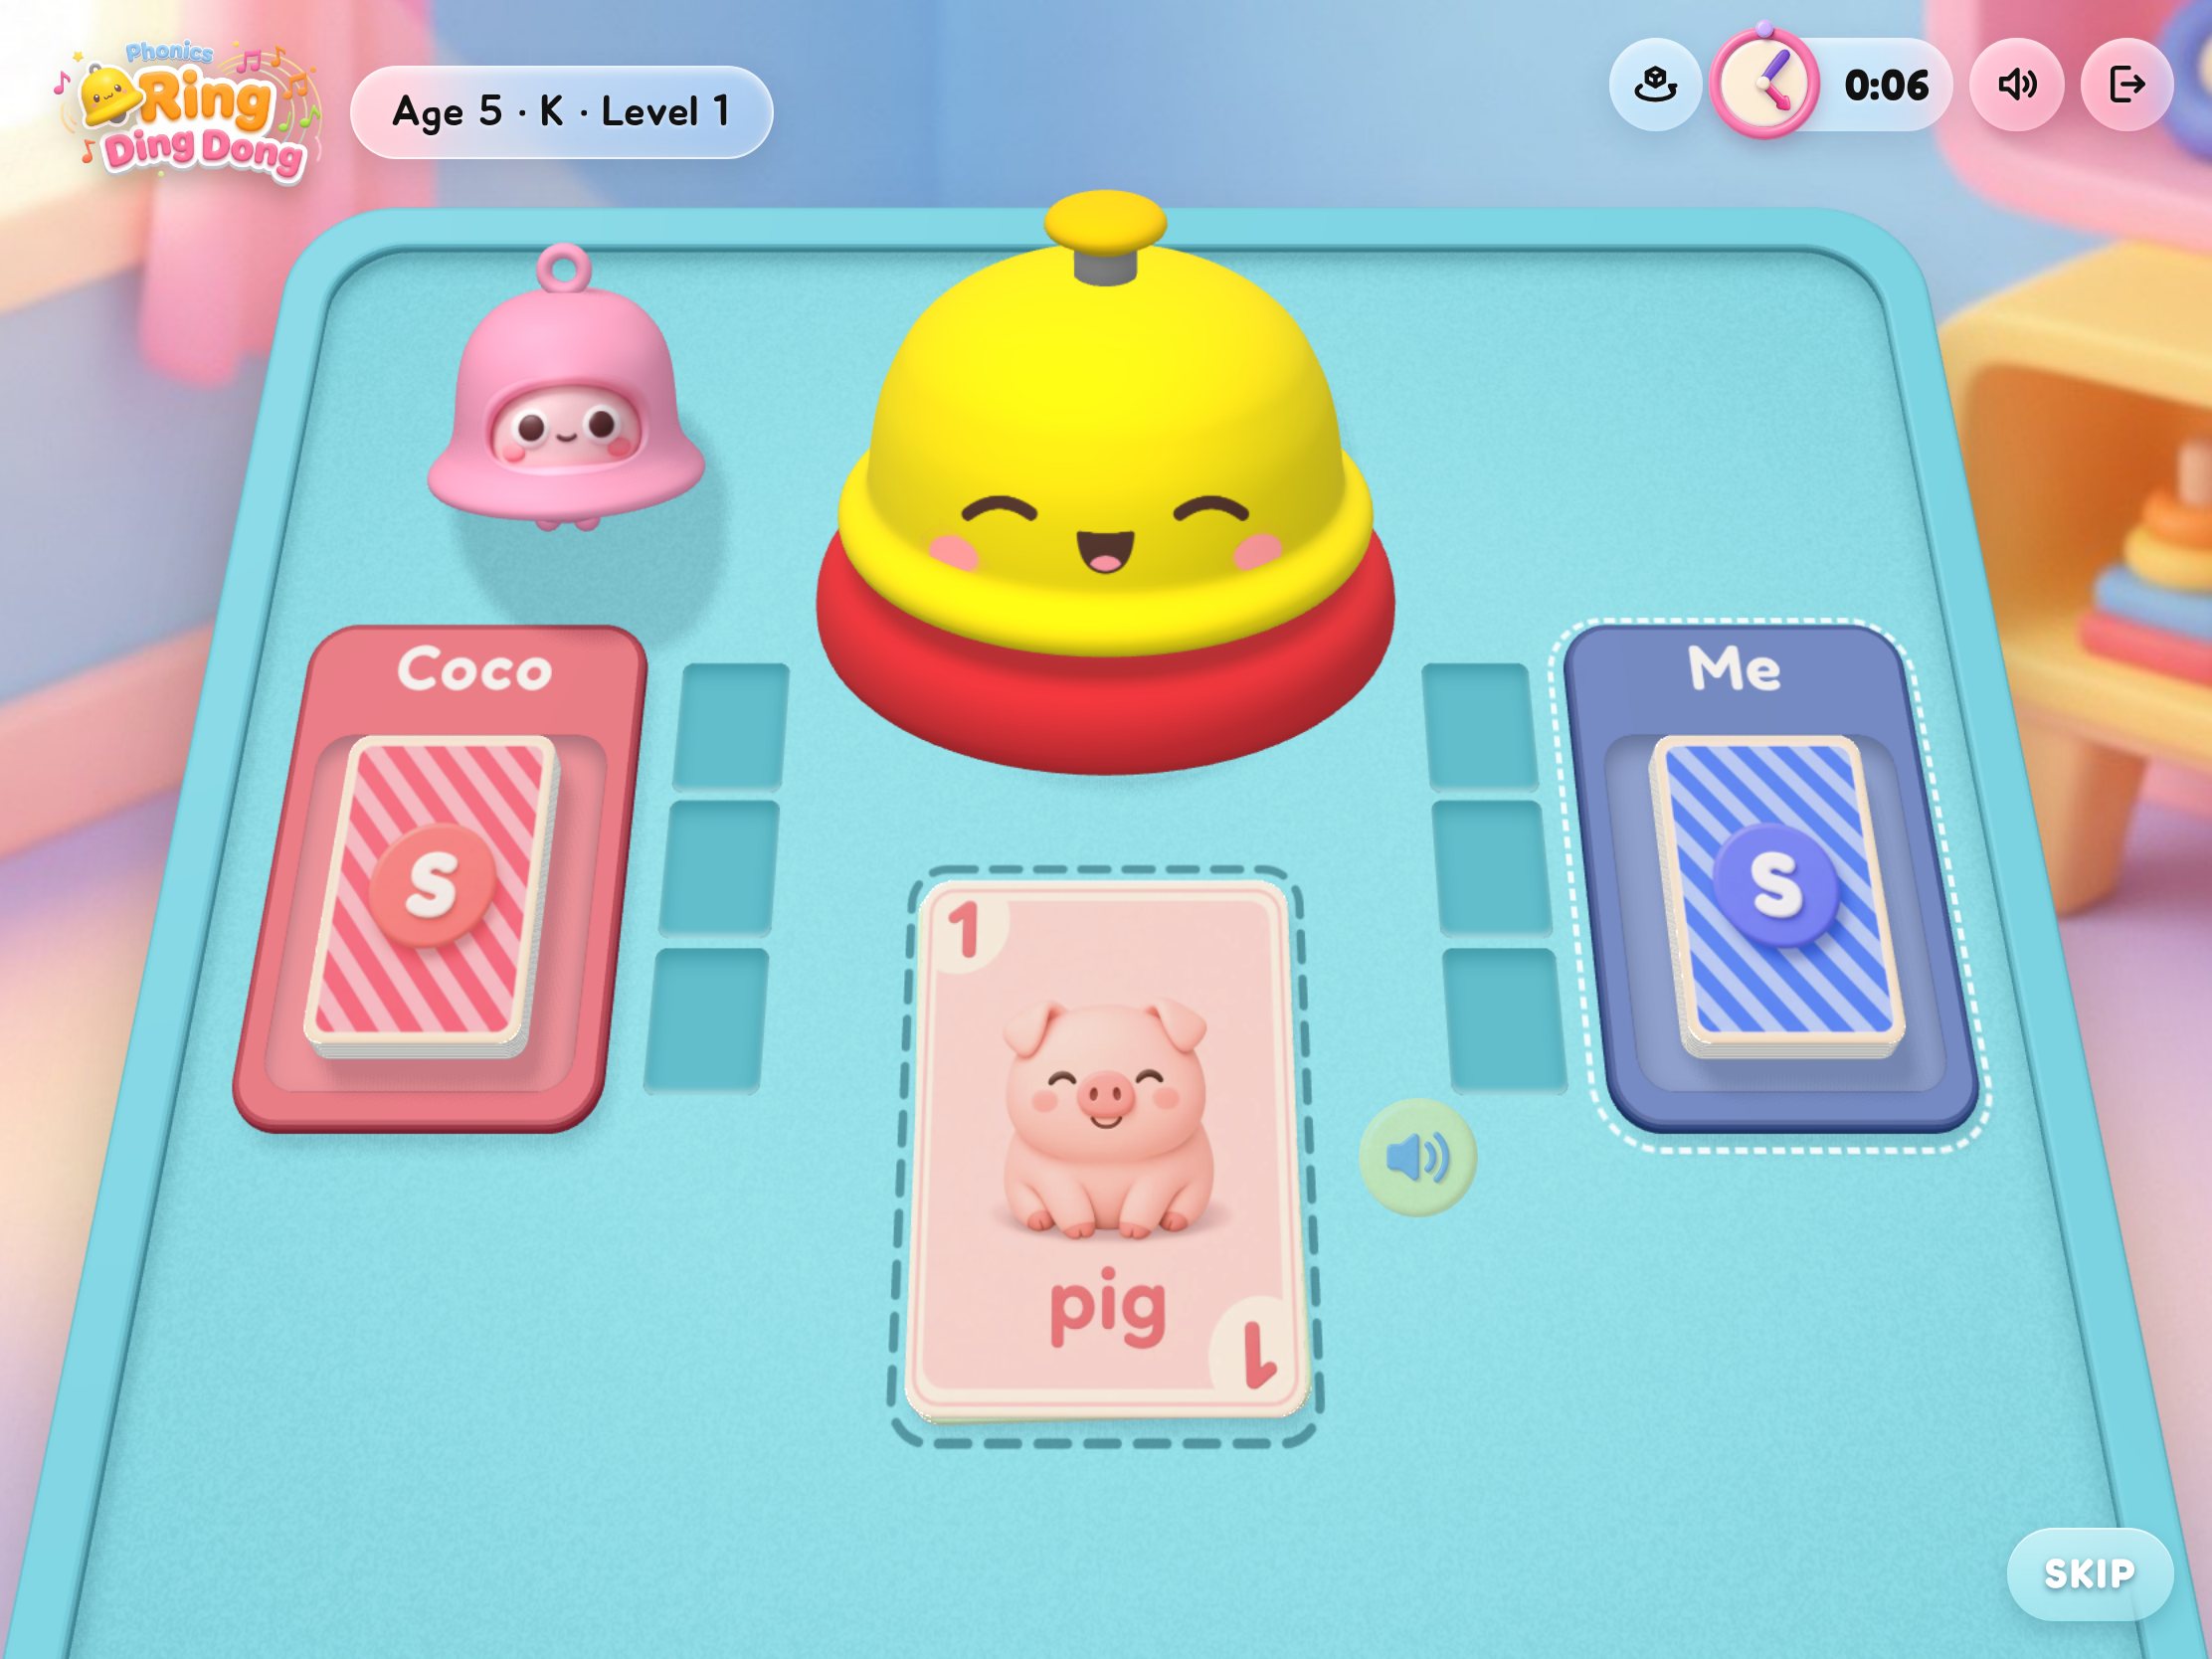 Phonics
Ring
Ding Dong
Age 5 · K · Level 1
0:06
Coco
Me
S
S
1
pig
1
SKIP